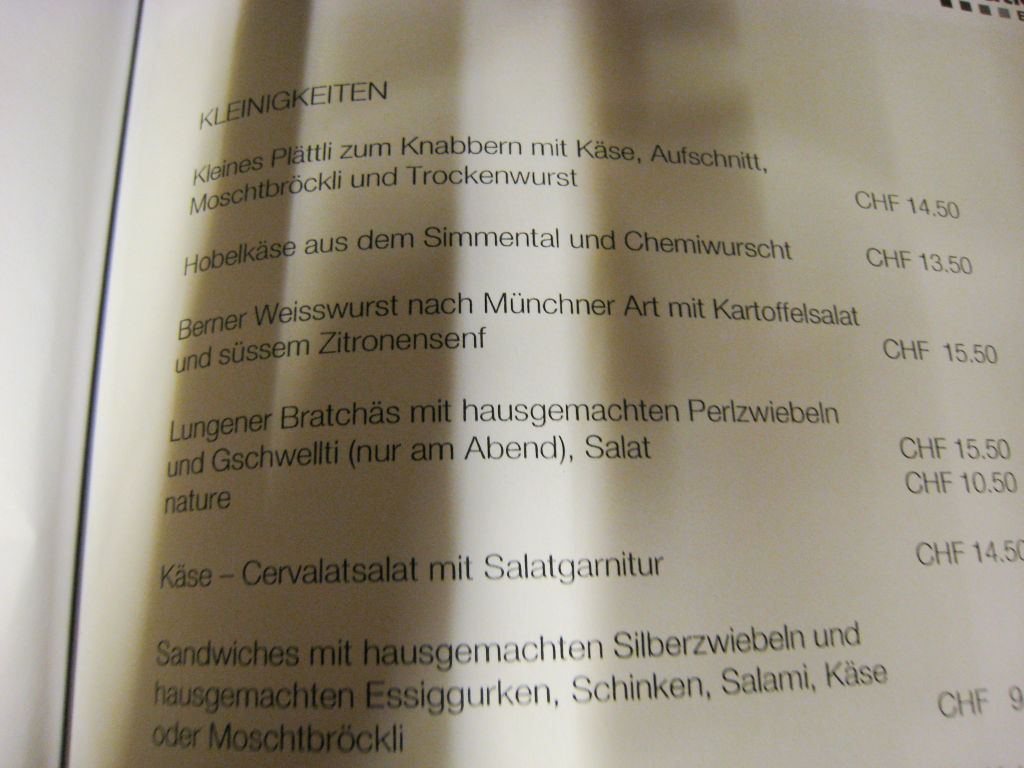 KLEINIGKEITEN
Kleines Plättli zum Knabbern mit Käse, Aufschnitt,
Moschtbröckli und Trockenwurst
CHF 14.50
Hobelkäse aus dem Simmental und Chemiwurscht CHF 13.50
Berner Weisswurst nach Münchner Art mit Kartoffelsalat
und süssem Zitronensenf CHF 15.50
Lungener Bratchäs mit hausgemachten Perlzwiebeln
und Gschwellti (nur am Abend), Salat CHF 15.50
nature CHF 10.50
Käse – Cervalatsalat mit Salatgarnitur CHF 14.50
Sandwiches mit hausgemachten Silberzwiebeln und
hausgemachten Essiggurken, Schinken, Salami, Käse
oder Moschtbröckli CHF 9